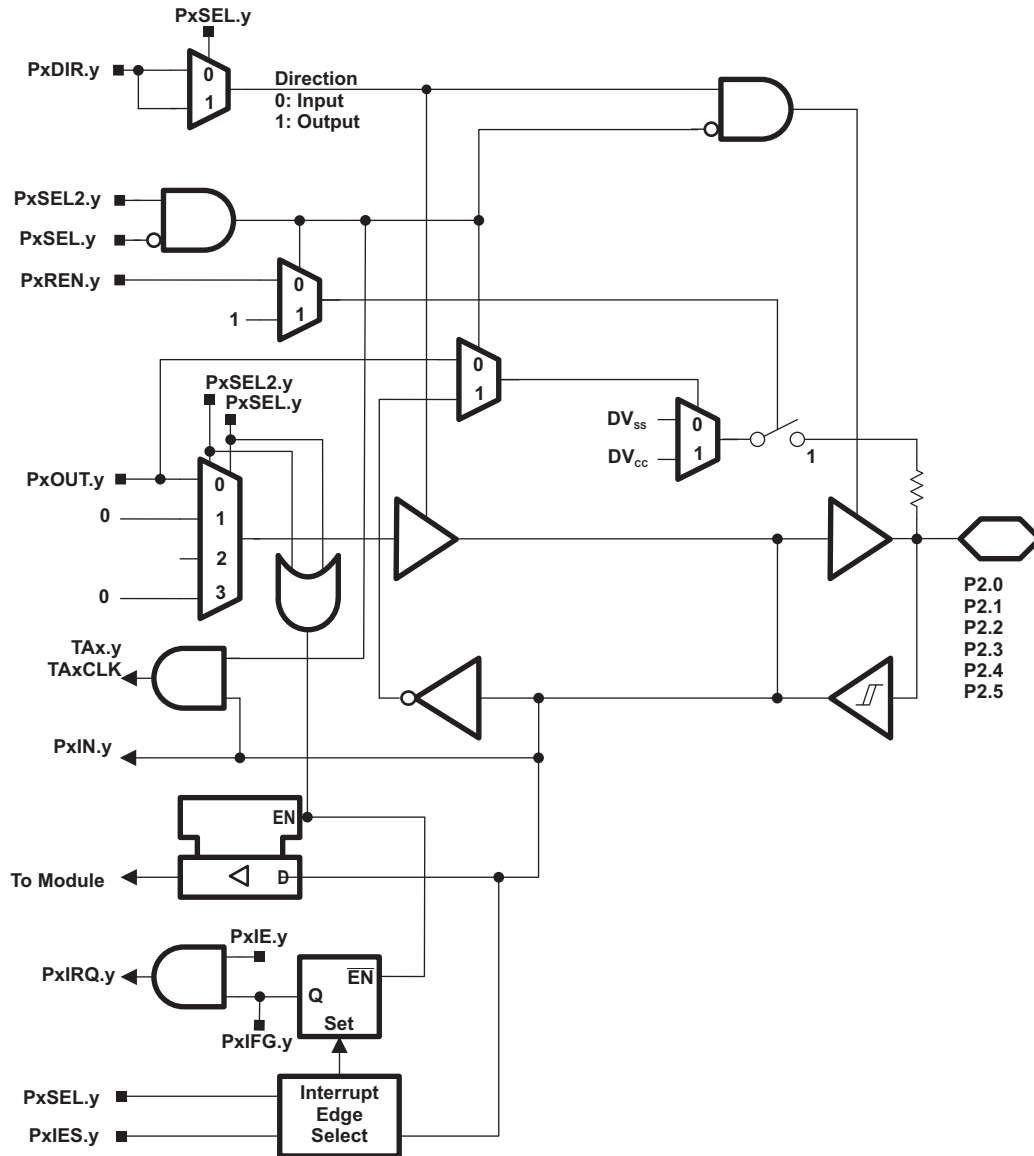 PxSEL.y
PxDIR.y
0
1
Direction
0: Input
1: Output
PxSEL2.y
PxSEL.y
PxREN.y
0
1
1
0
1
PxSEL2.y
PxSEL.y
DVSS
DVCC
0
1
1
PxOUT.y
0
0
1
2
0
3
TAx.y
TAxCLK
P2.0
P2.1
P2.2
P2.3
P2.4
P2.5
PxIN.y
EN
D
To Module
PxIE.y
PxIRQ.y
EN
Q
Set
PxIFG.y
PxSEL.y
PxIES.y
Interrupt
Edge
Select